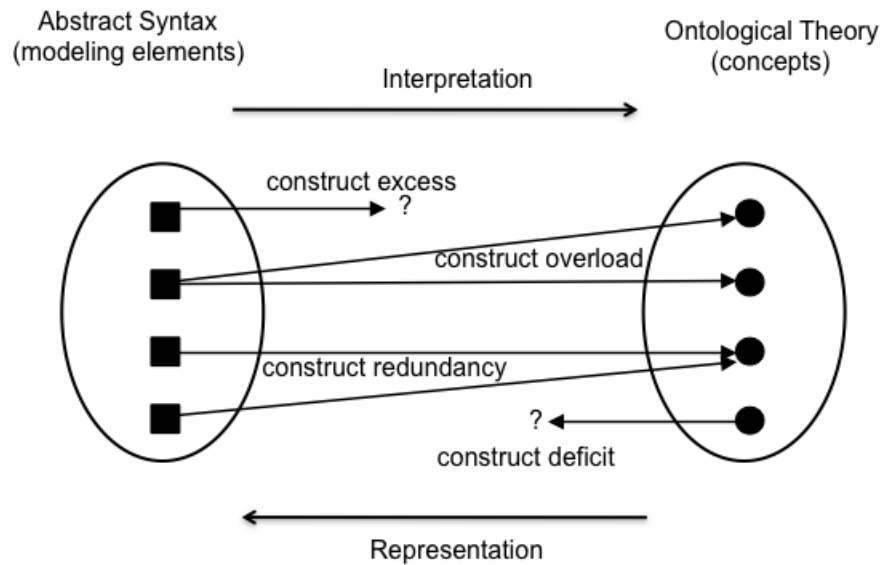 Abstract Syntax
(modeling elements)
Ontological Theory
(concepts)
Interpretation
construct excess
?
construct overload
construct redundancy
?
construct deficit
Representation